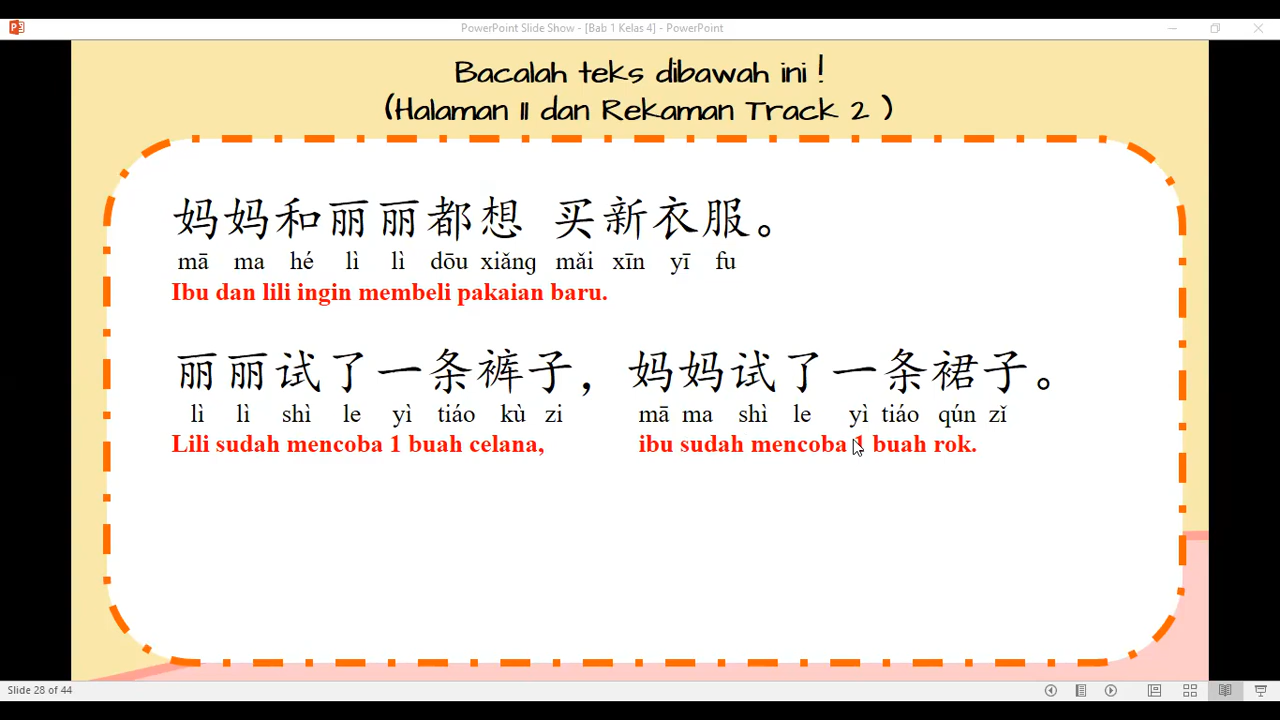 PowerPoint Slide Show - [Bab 1 Kelas 4] - PowerPoint
Bacalah teks dibawah ini !
(Halaman 11 dan Rekaman Track 2 )
妈妈和丽丽都想 买新衣服。
mā ma hé lì lì dōu xiǎng mǎi xīn yī fu
Ibu dan lili ingin membeli pakaian baru.
丽丽试了一条裤子，妈妈试了一条裙子。
lì lì shì le yì tiáo kù zi mā ma shì le yì tiáo qún zǐ
Lili sudah mencoba 1 buah celana, ibu sudah mencoba 1 buah rok.
Slide 28 of 44